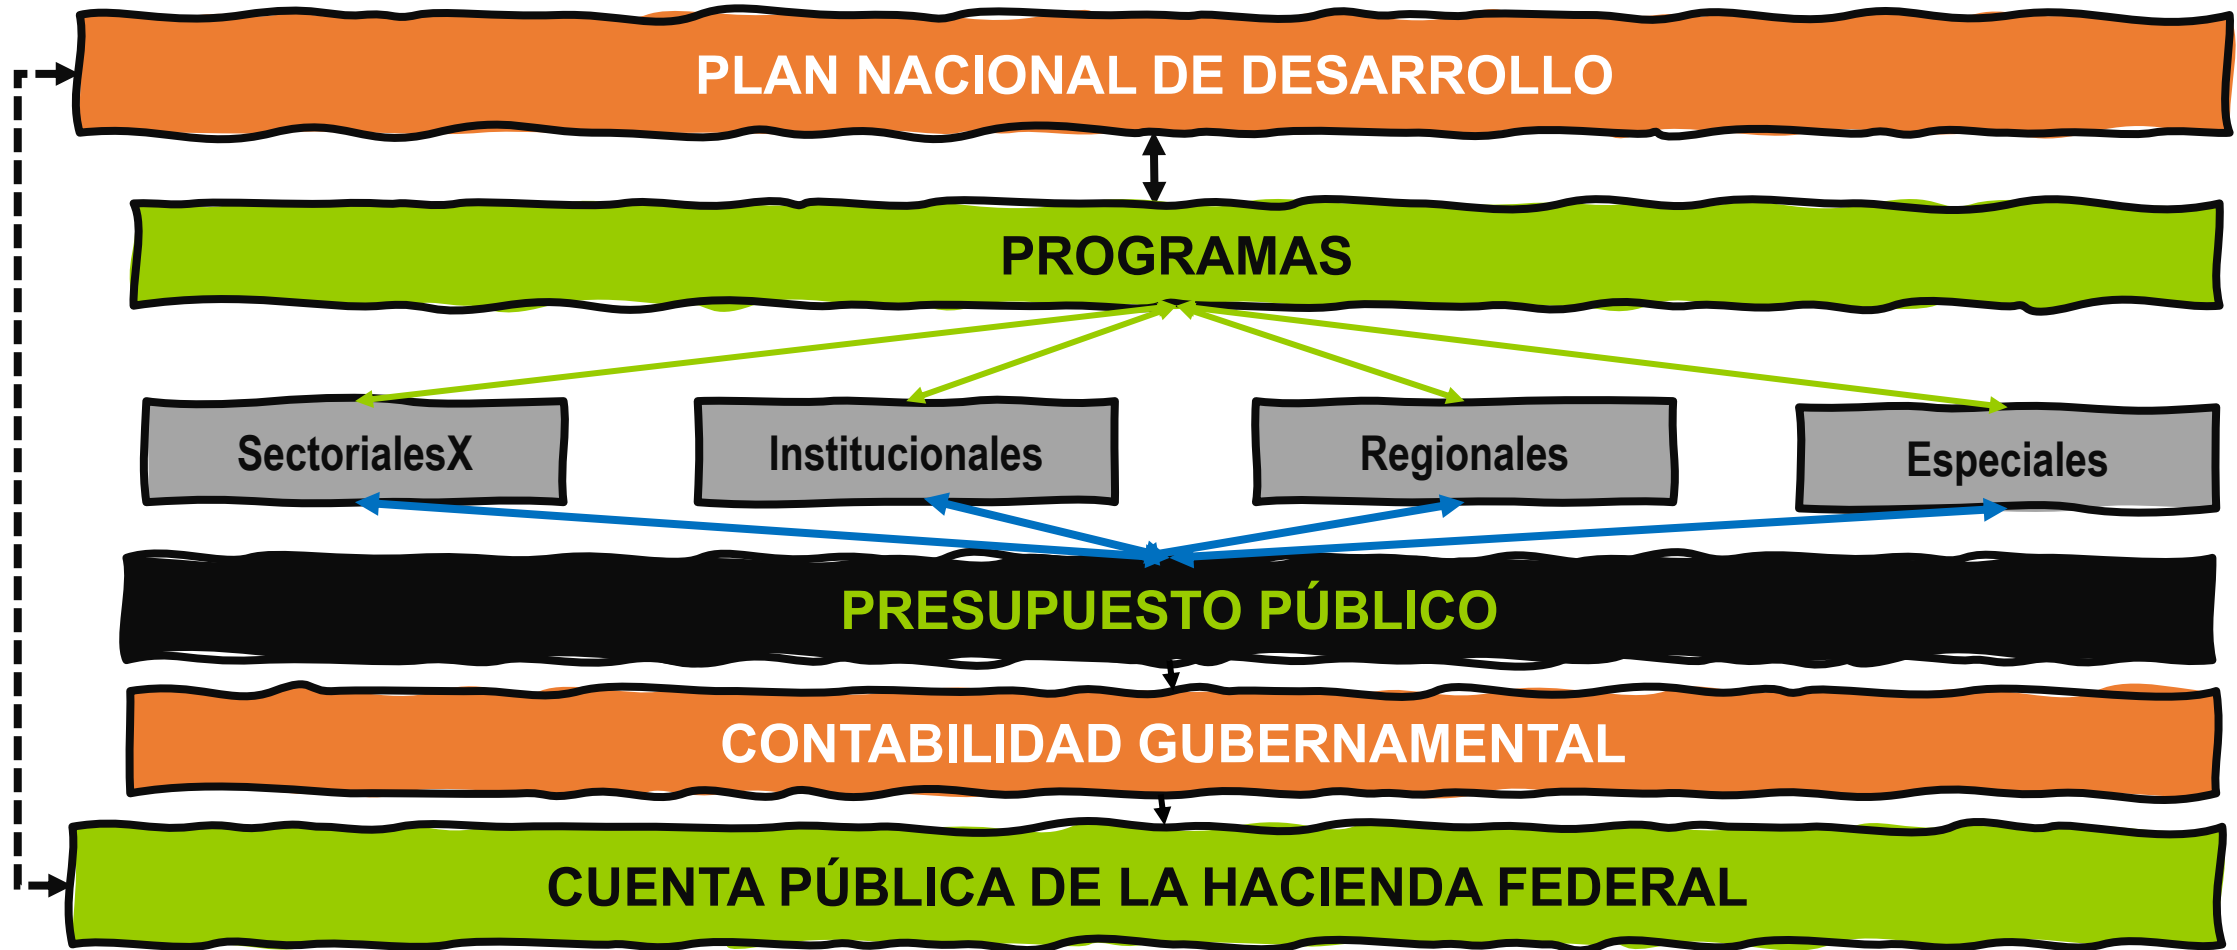 PLAN NACIONAL DE DESARROLLO
PROGRAMAS
SectorialesX
Institucionales
Regionales
Especiales
PRESUPUESTO PÚBLICO
CONTABILIDAD GUBERNAMENTAL
CUENTA PÚBLICA DE LA HACIENDA FEDERAL